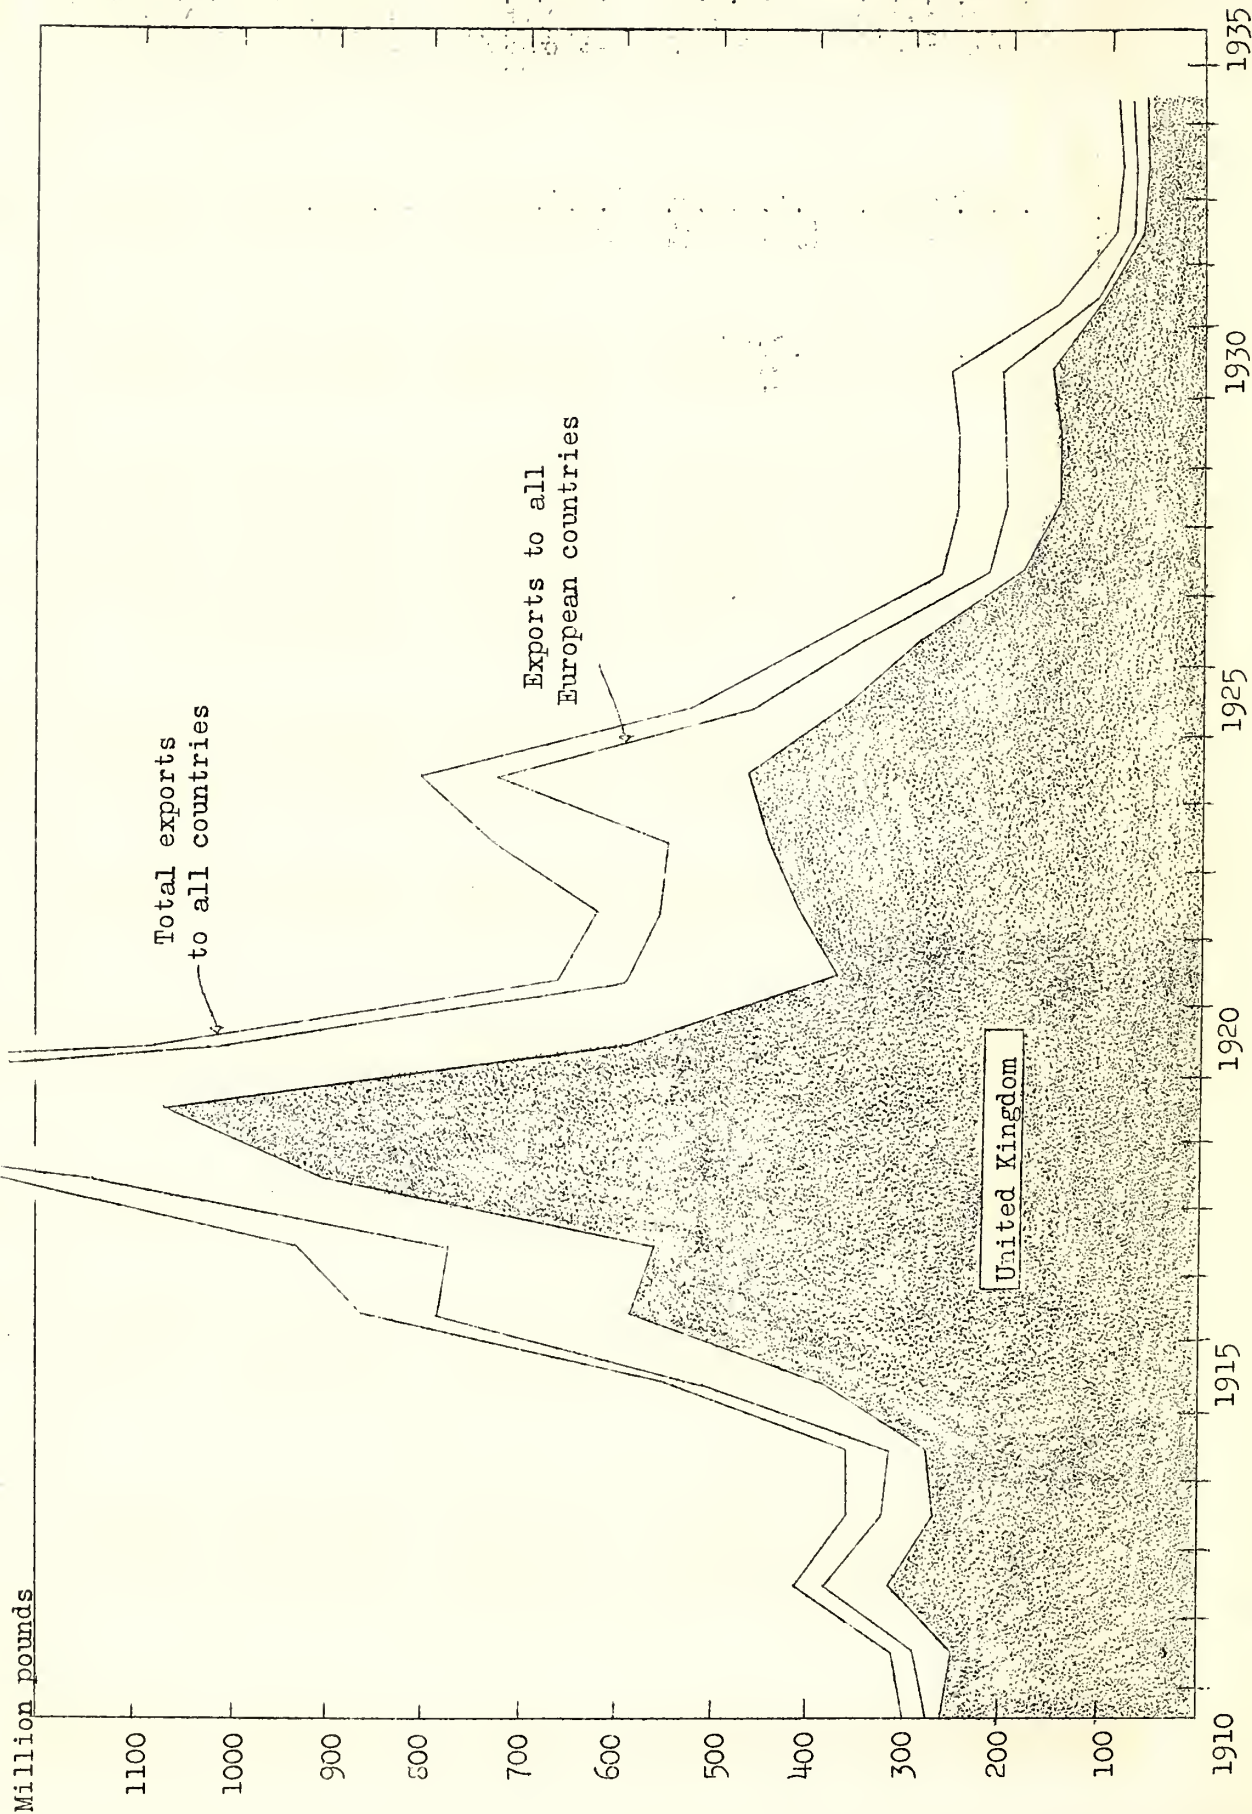 Million pounds
1100
1000
900
800
700
600
500
400
300
200
100
Total exports
to all countries
Exports to all
European countries
United Kingdom
1910
1915
1920
1925
1930
1935